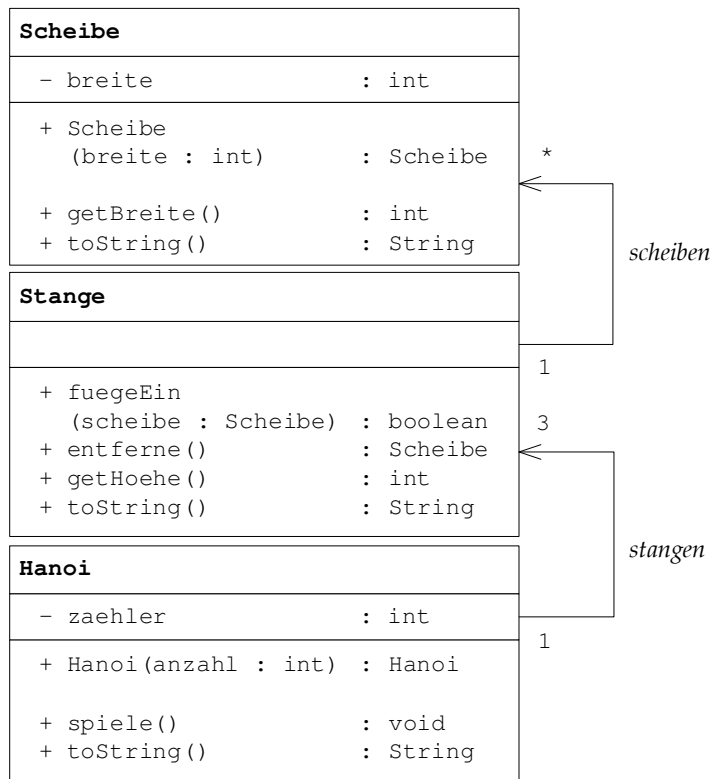 Scheibe
- breite : int
+ Scheibe
(breite : int) : Scheibe
*
+ getBreite() : int
+ toString() : String
scheiben
Stange
1
+ fuegeEin
(scheibe : Scheibe) : boolean
3
+ entferne() : Scheibe
+ getHoehe() : int
+ toString() : String
stangen
Hanoi
- zaehler : int
1
+ Hanoi(anzahl : int) : Hanoi
+ spiele() : void
+ toString() : String